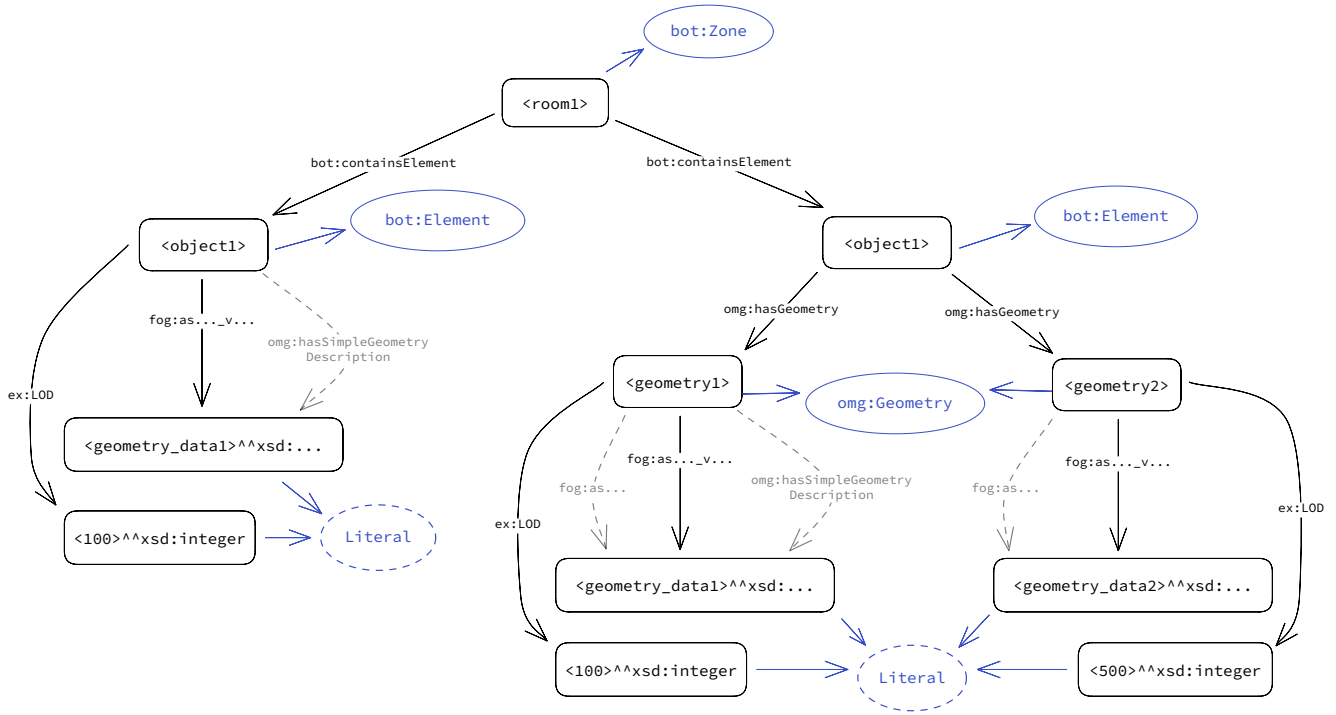 bot:Zone
<room1>
bot:containsElement
bot:containsElement
bot:Element
bot:Element
<object1>
<object1>
fog:as..._v...
omg:hasGeometry
omg:hasGeometry
omg:hasSimpleGeometry
Description
<geometry1>
<geometry2>
ex:LOD
omg:Geometry
<geometry_data1>^^xsd:...
fog:as..._v...
fog:as..._v...
fog:as...
omg:hasSimpleGeometry
Description
fog:as...
ex:LOD
ex:LOD
<100>^^xsd:integer
Literal
<geometry_data1>^^xsd:...
<geometry_data2>^^xsd:...
<100>^^xsd:integer
Literal
<500>^^xsd:integer